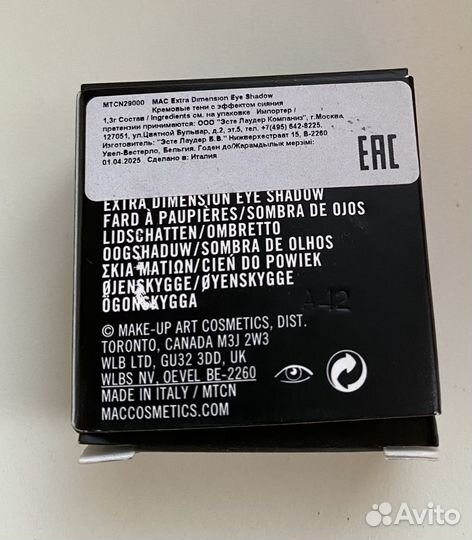 MTCN29000 MAC Extra Dimension Eye Shadow
Кремовые тени с эффектом сияния
1,3г Состав / Ingredients см. на упаковке Импортер /
претензии принимаются: ООО "Эсте Лаудер Компаниз", г.Москва
127051, ул.Цветной Бульвар, д.2, эт.5, тел. +7(495) 642-8225.
Изготовитель: "Эсте Лаудер Б.В." Нижверхестраат 15, B-2260
Увел-Вестерло, Бельгия. Годен до/Жарамдылық мерзімі:
01.04.2025 Сделано в: Италия
EAC
EXTRA DIMENSION EYE SHADOW
FARD À PAUPIÈRES/SOMBRA DE OJOS
LIDSCHATTEN/OMBRETTO
OOGSHADUW/SOMBRA DE OLHOS
ΣΚΙΑ ΜΑΤΙΩΝ/CIEŃ DO POWIEK
ØJENSKYGGE/ØYENSKYGGE
ÖGONSKYGGA
A42
© MAKE-UP ART COSMETICS, DIST.
TORONTO, CANADA M3J 2W3
WLB LTD, GU32 3DD, UK
WLBS NV, OEVEL BE-2260
MADE IN ITALY / MTCN
MACCOSMETICS.COM
Avito